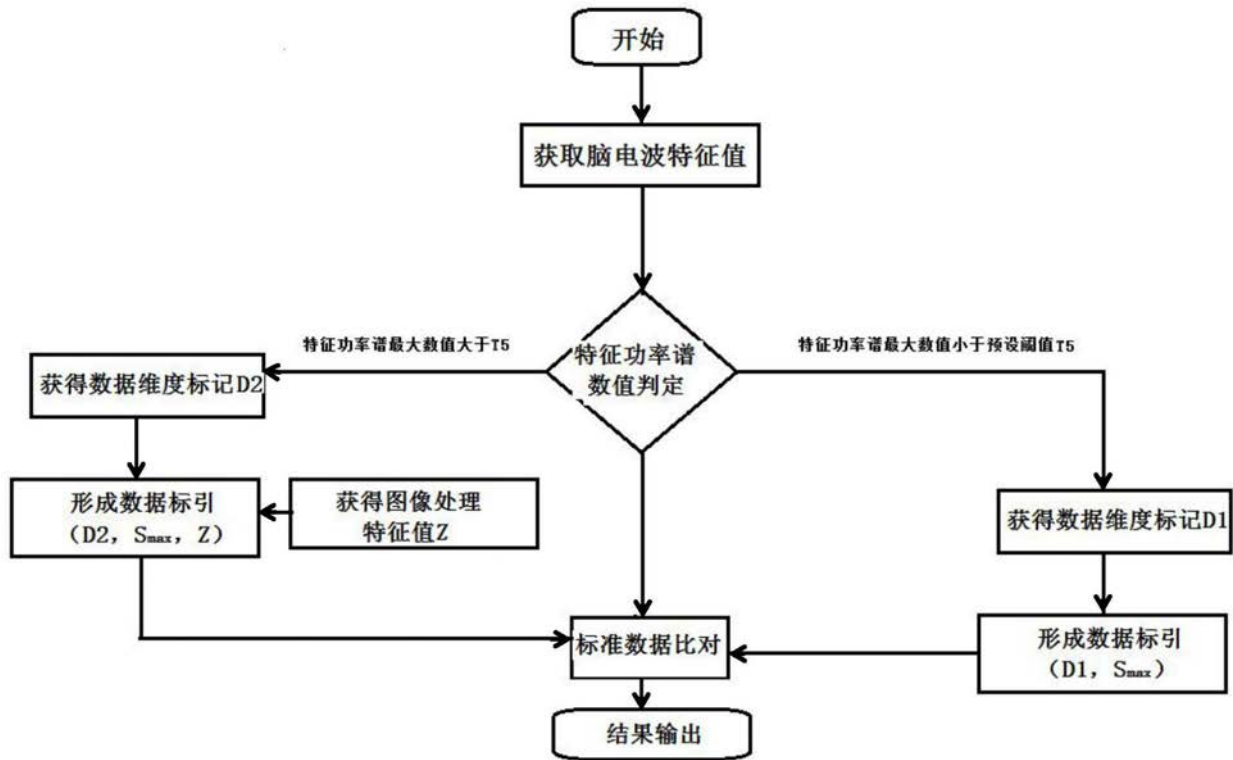 开始
获取脑电波特征值
特征功率谱最大数值大于T5
特征功率谱
数值判定
特征功率谱最大数值小于预设阈值T5
获得数据维度标记D2
形成数据标引
（D2，Smax，Z）
获得图像处理
特征值Z
获得数据维度标记D1
形成数据标引
（D1，Smax）
标准数据比对
结果输出